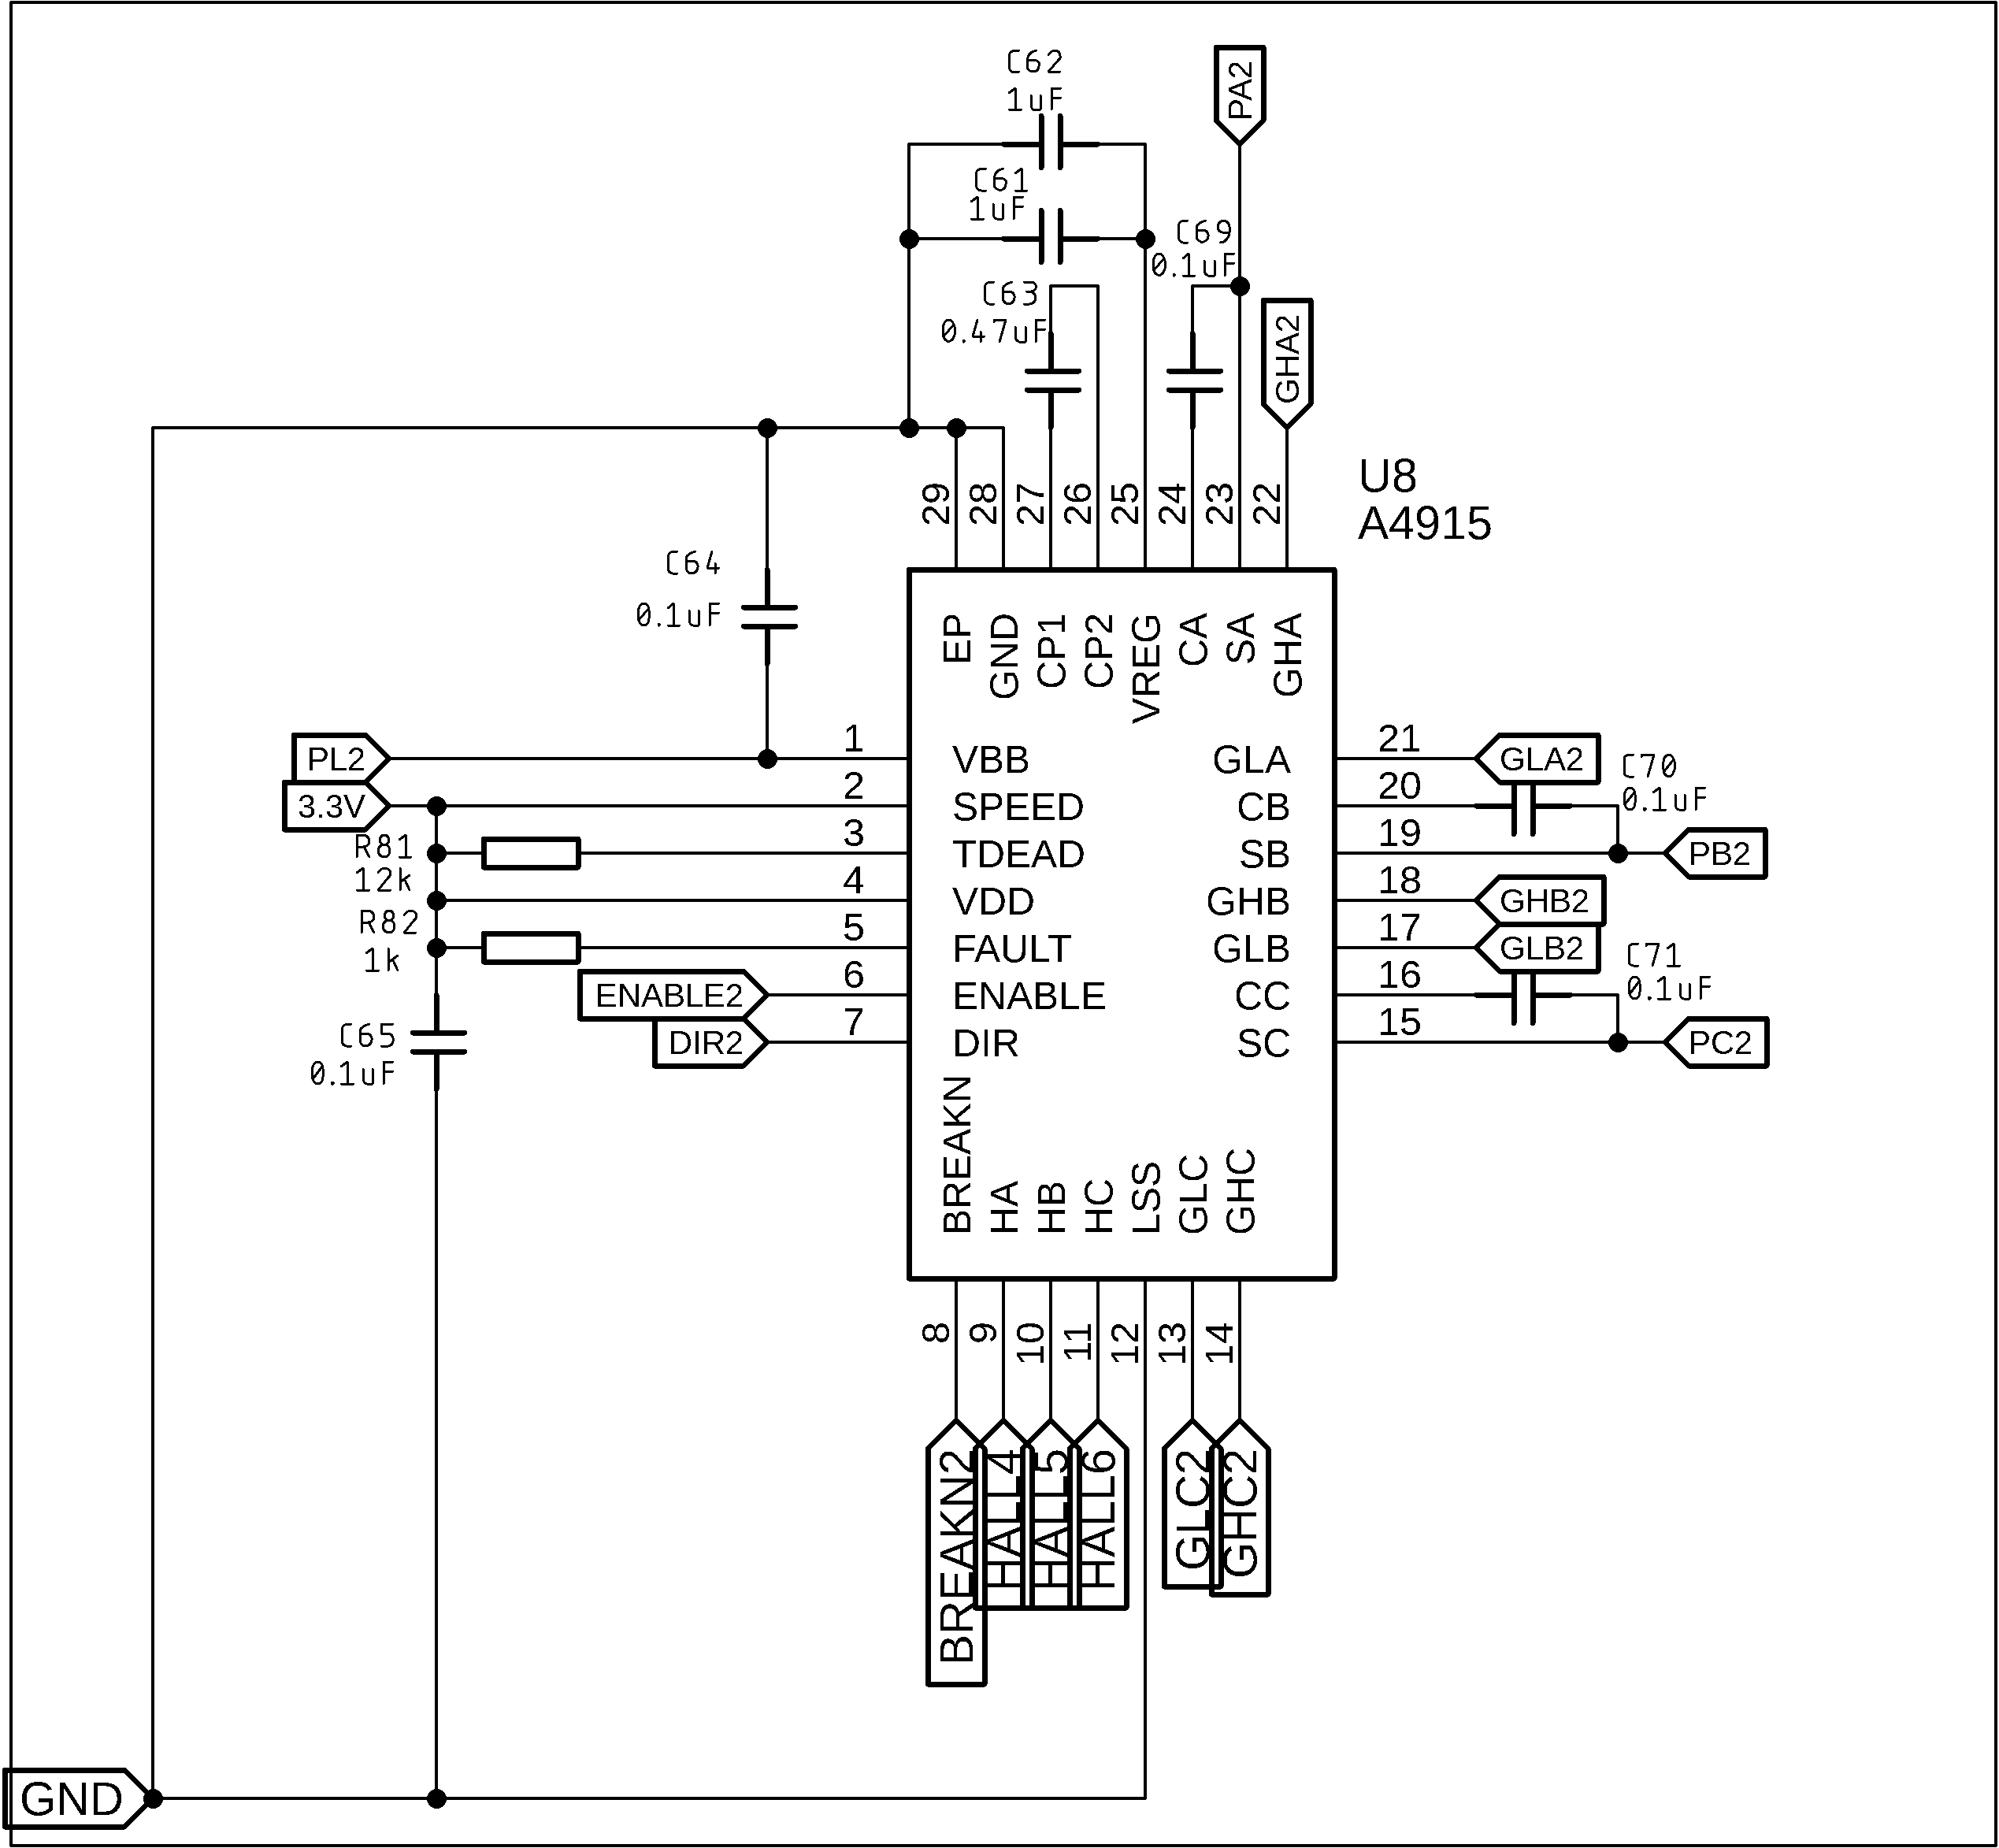 C62
1uF
PA2
C61
1uF
C69
0.1uF
C63
0.47uF
GHA2
U8
A4915
29
28
27
26
25
24
23
22
C64
0.1uF
EP
GND
CP1
CP2
VREG
CA
SA
GHA
PL2
1
VBB
GLA
21
GLA2
C70
0.1uF
3.3V
2
SPEED
CB
20
R81
12k
3
TDEAD
SB
19
PB2
4
VDD
GHB
18
GHB2
R82
1k
5
FAULT
GLB
17
GLB2
C71
0.1uF
ENABLE2
6
ENABLE
CC
16
DIR2
7
DIR
SC
15
PC2
C65
0.1uF
BREAKN
HA
HB
HC
LSS
GLC
GHC
8
9
10
11
12
13
14
BREAKN2
HALL4
HALL5
HALL6
GLC2
GHC2
GND